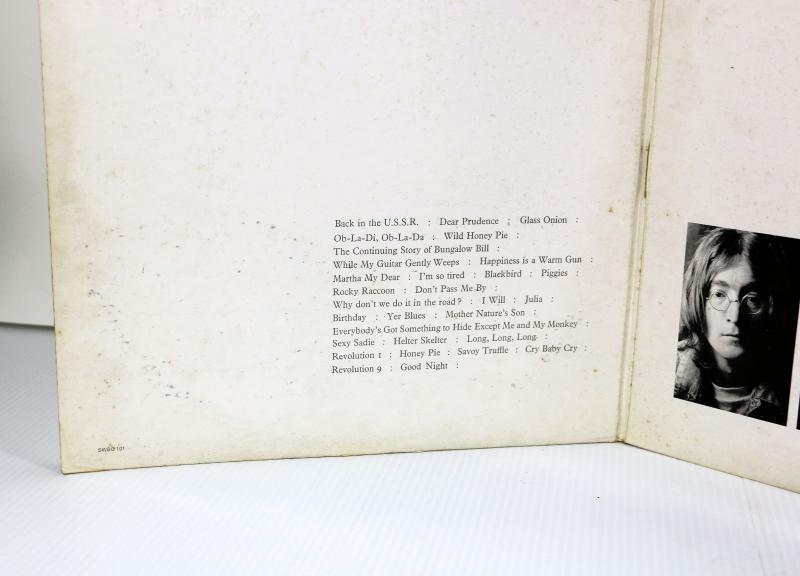 Back in the U.S.S.R. : Dear Prudence : Glass Onion :
Ob-La-Di, Ob-La-Da : Wild Honey Pie :
The Continuing Story of Bungalow Bill :
While My Guitar Gently Weeps : Happiness is a Warm Gun :
Martha My Dear : I'm so tired : Blackbird : Piggies :
Rocky Raccoon : Don't Pass Me By :
Why don't we do it in the road? : I Will : Julia :
Birthday : Yer Blues : Mother Nature's Son :
Everybody's Got Something to Hide Except Me and My Monkey :
Sexy Sadie : Helter Skelter : Long, Long, Long :
Revolution 1 : Honey Pie : Savoy Truffle : Cry Baby Cry :
Revolution 9 : Good Night :
SWBO 101